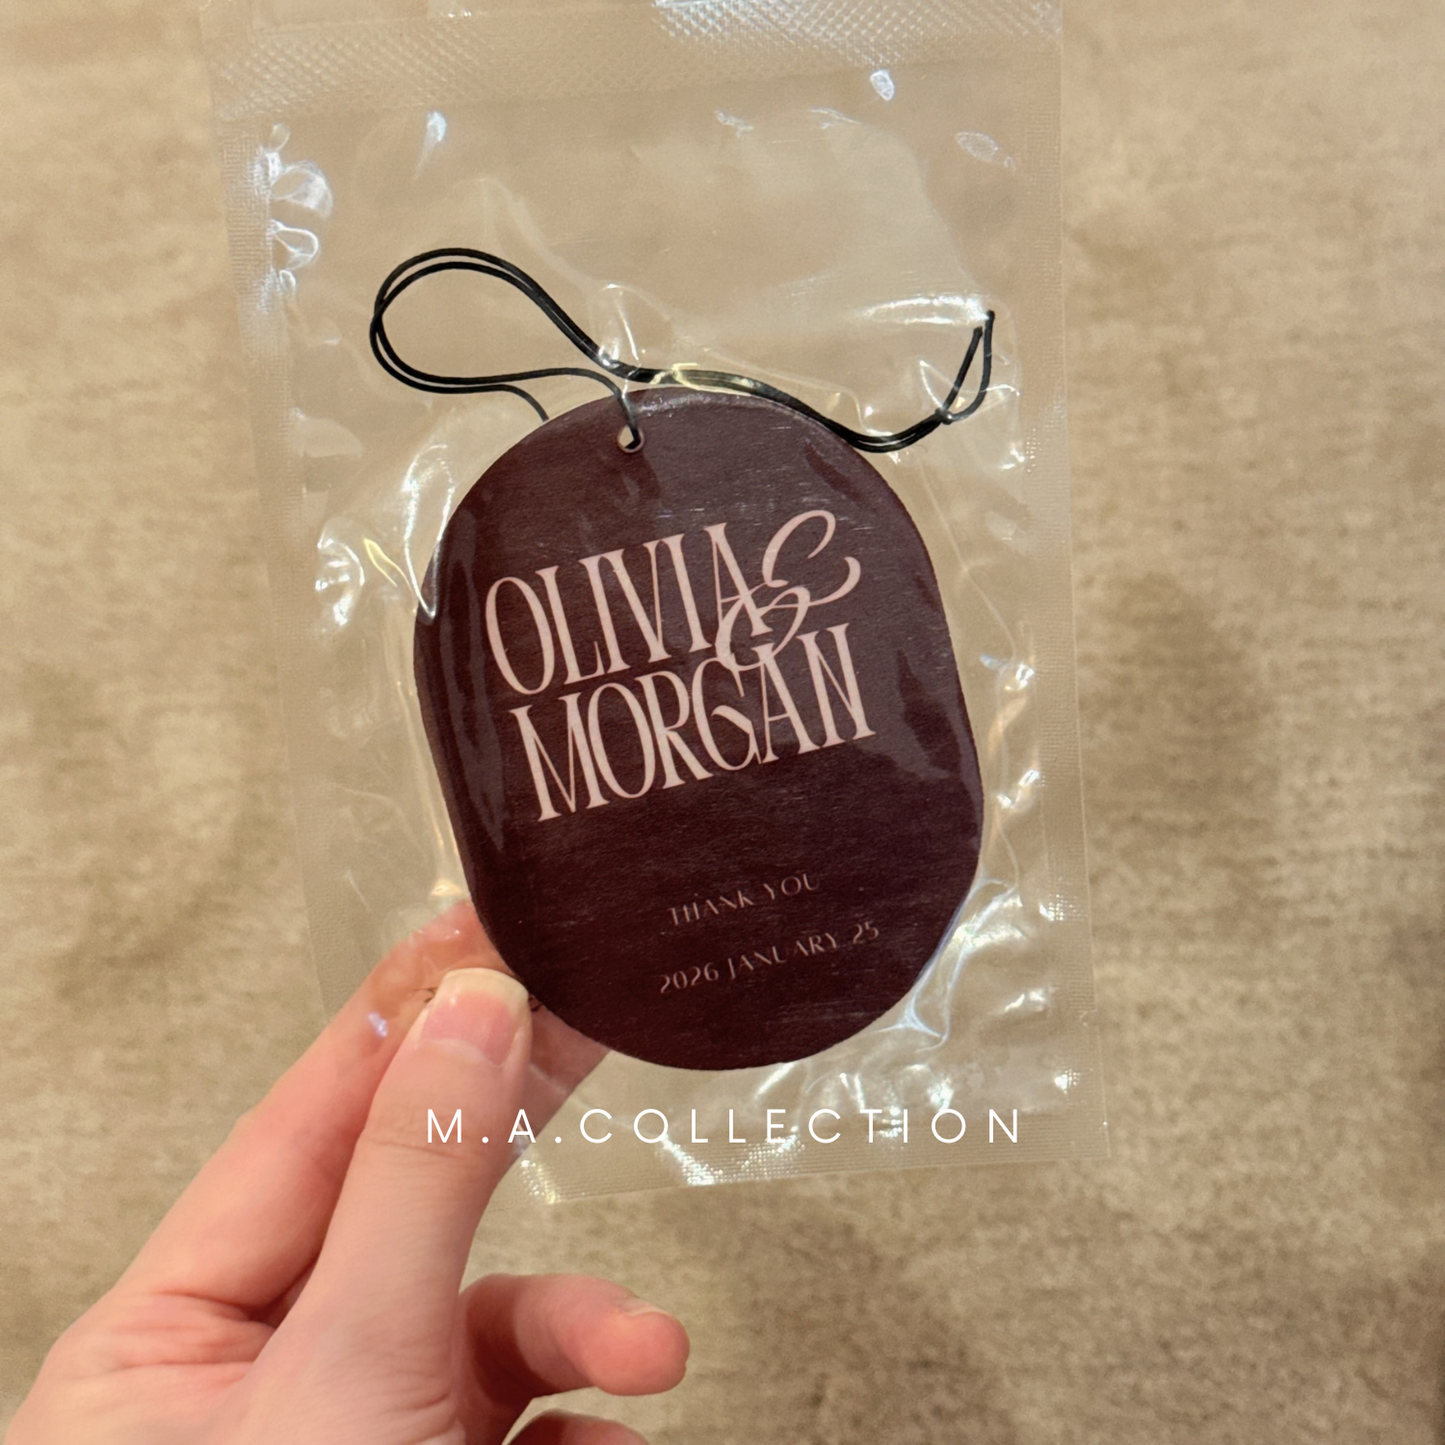 OLIVIA &
MORGAN
THANK YOU
2026 JANUARY 25
M.A.COLLECTION